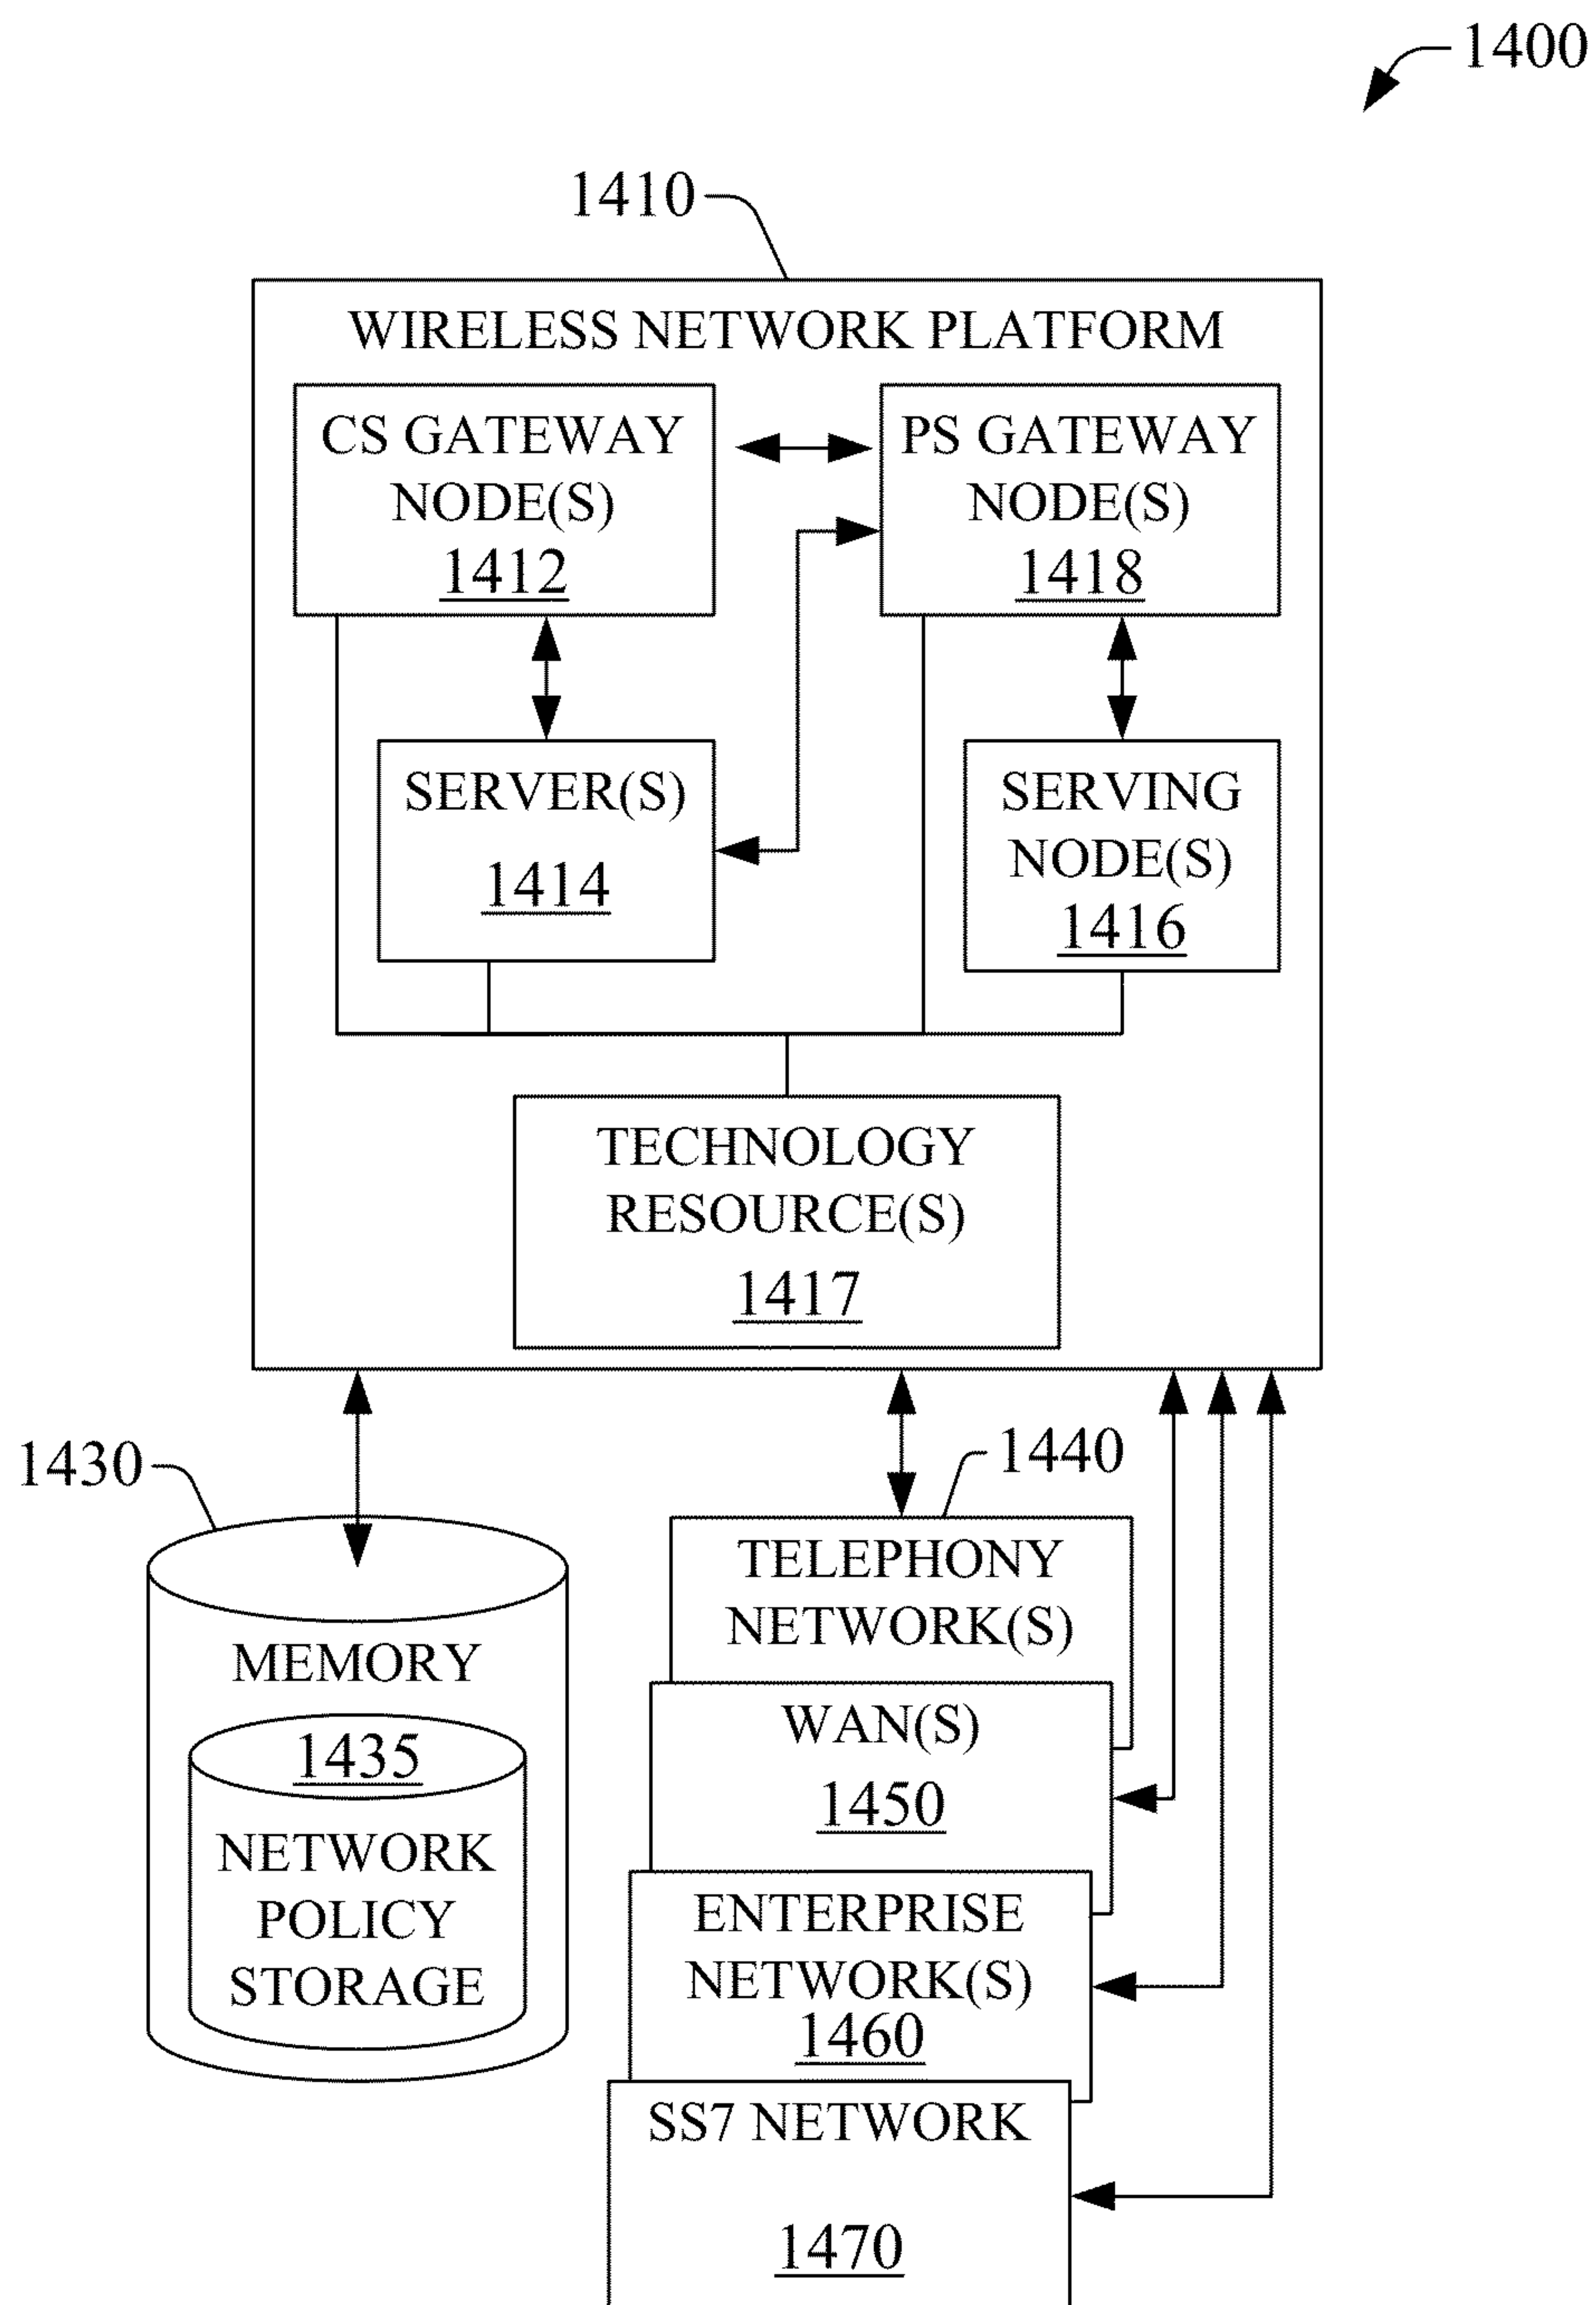 1400
1410
WIRELESS NETWORK PLATFORM
CS GATEWAY
NODE(S)
1412
PS GATEWAY
NODE(S)
1418
SERVER(S)
1414
SERVING
NODE(S)
1416
TECHNOLOGY
RESOURCE(S)
1417
1430
MEMORY
1435
NETWORK
POLICY
STORAGE
1440
TELEPHONY
NETWORK(S)
WAN(S)
1450
ENTERPRISE
NETWORK(S)
1460
SS7 NETWORK
1470